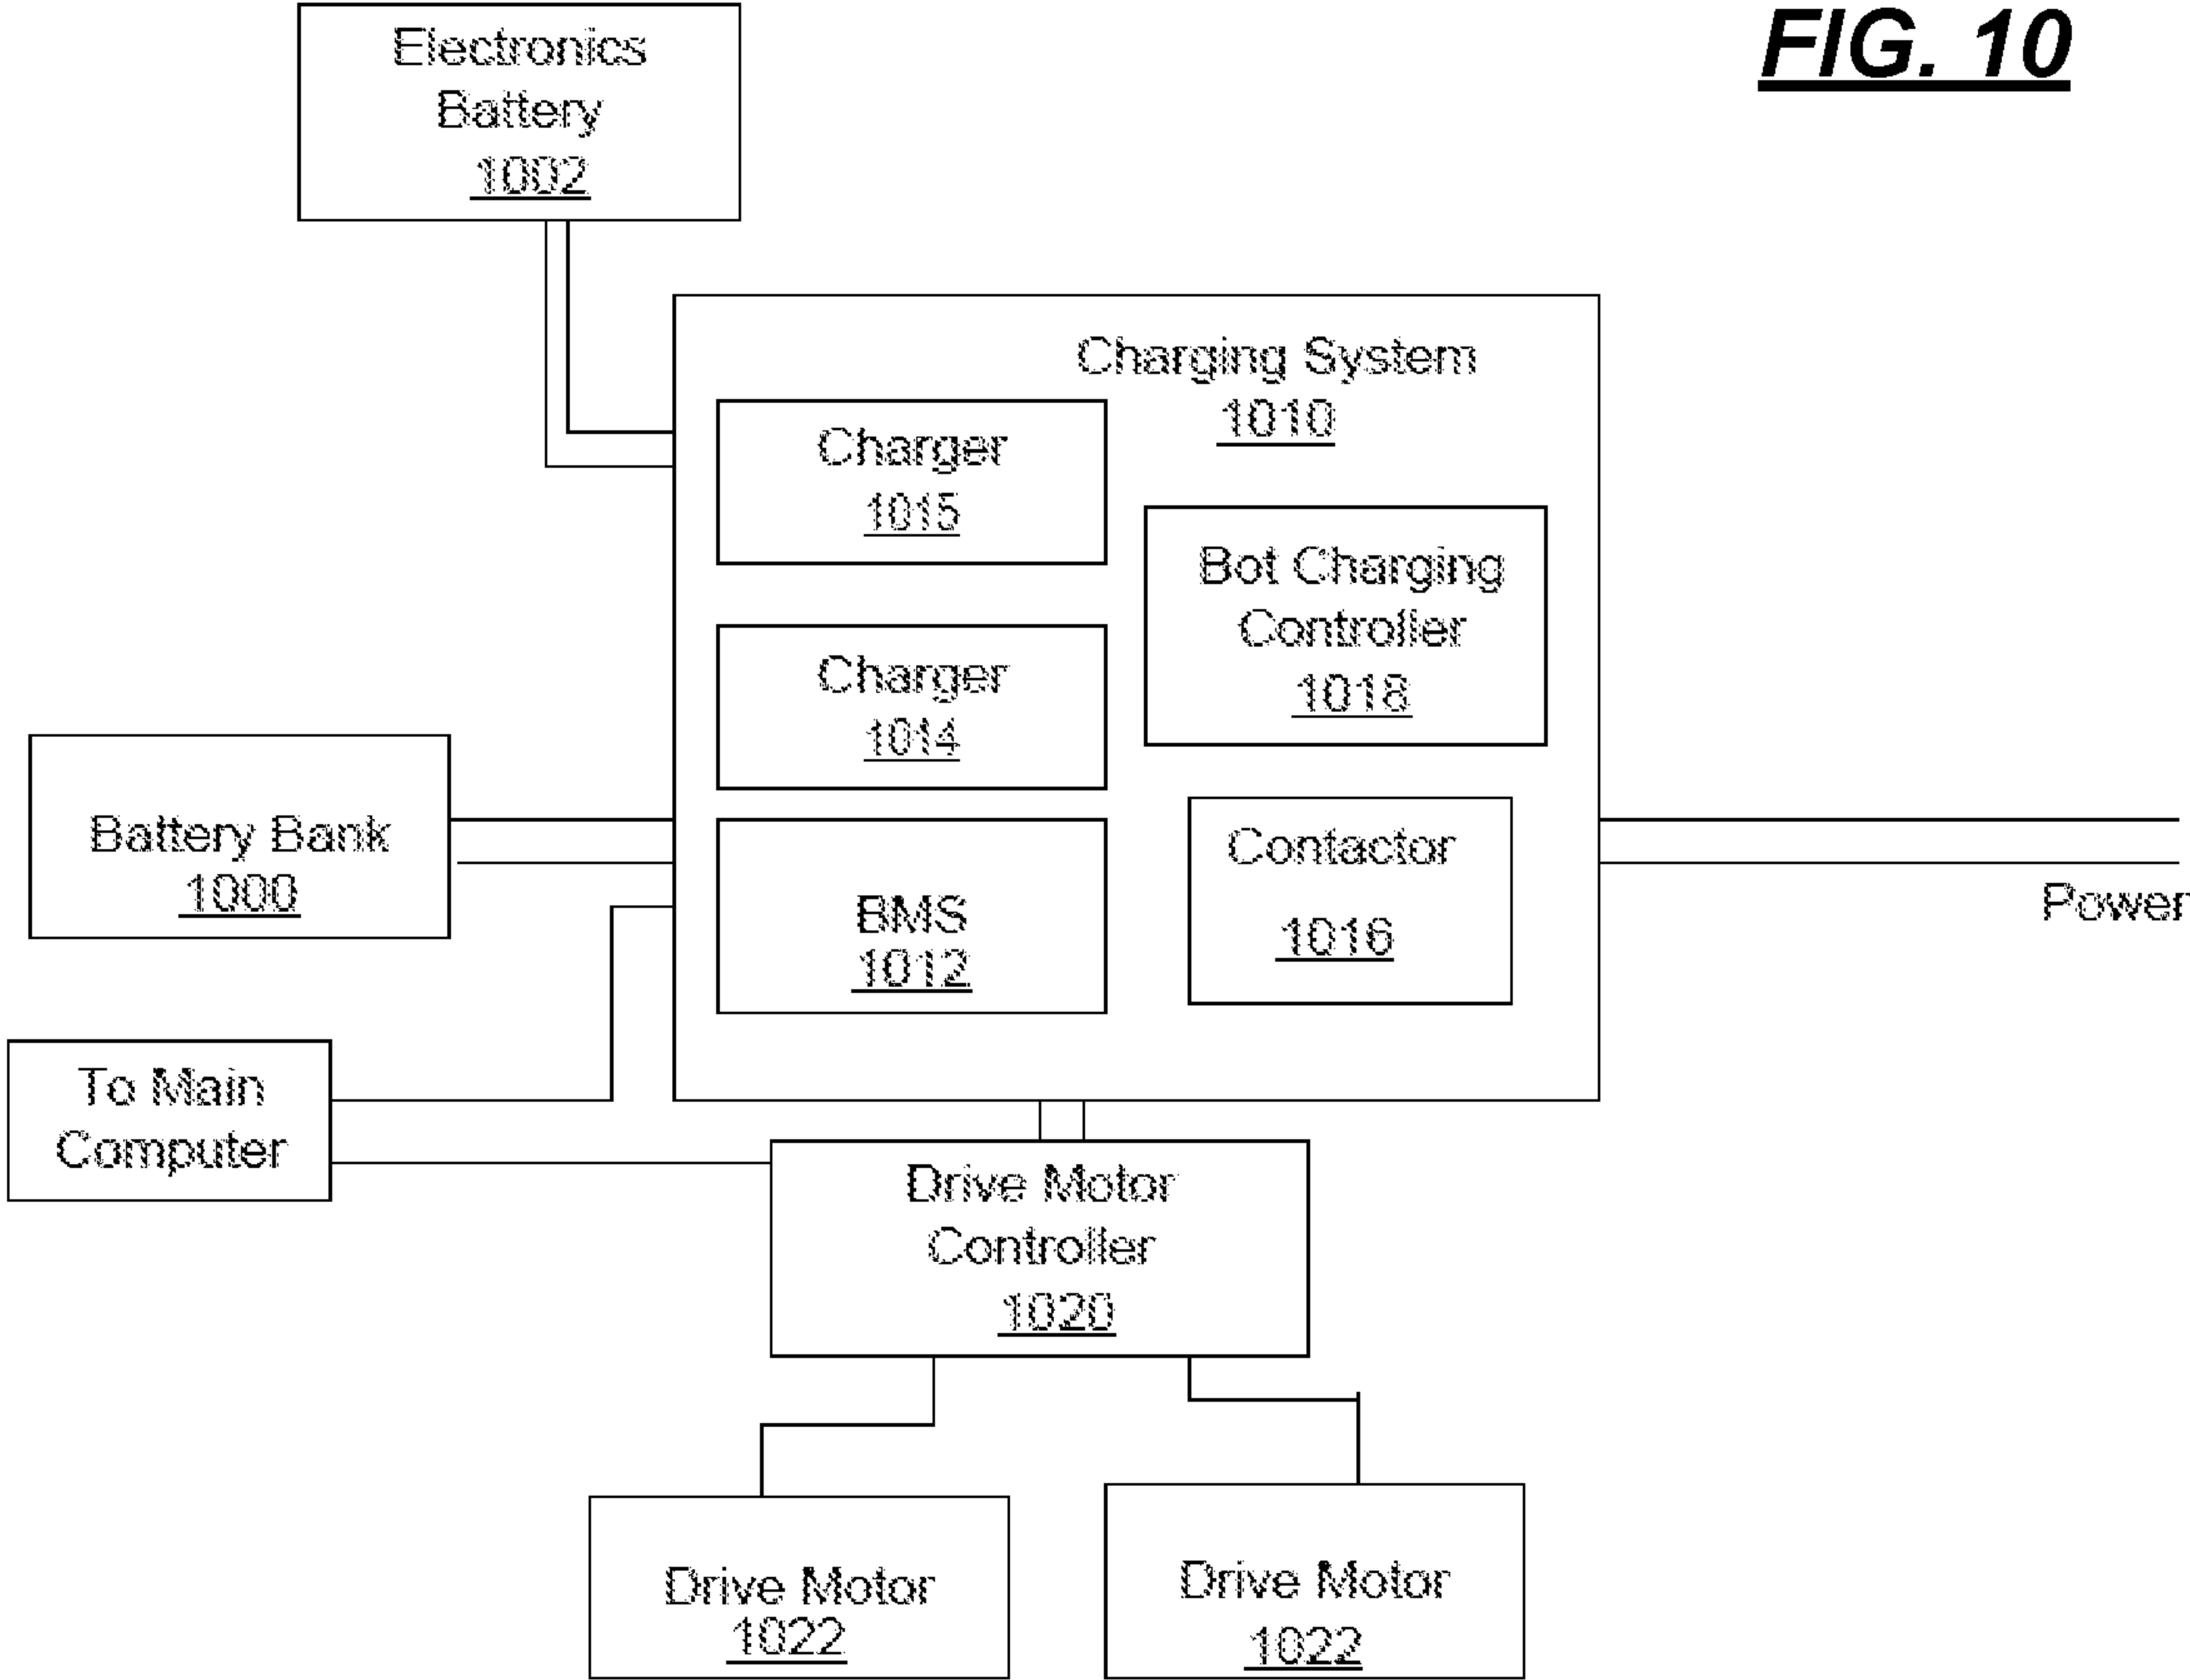 FIG. 10
Electronics
Battery
1002
Charging System
1010
Charger
1015
Bot Charging
Controller
1018
Charger
1014
Battery Bank
1000
Contactor
1016
BMS
1012
Power
To Main
Computer
Drive Motor
Controller
1020
Drive Motor
1022
Drive Motor
1022